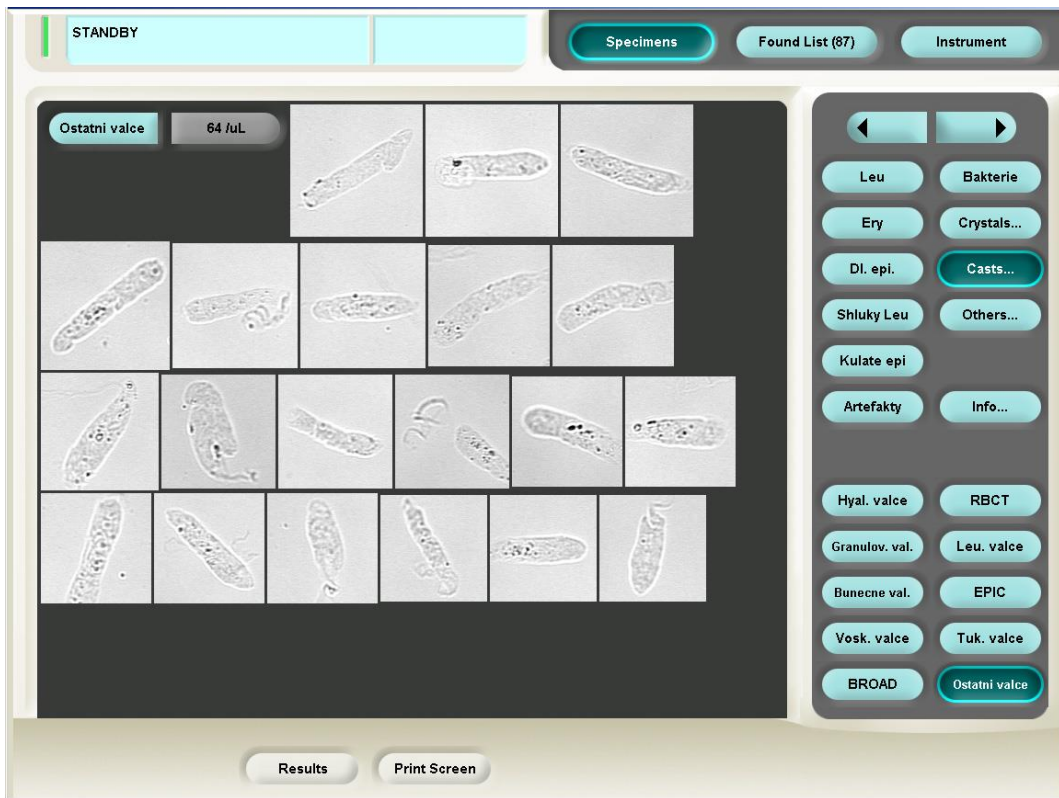 STANDBY
Specimens
Found List (87)
Instrument
Ostatni valce
64 /uL
Leu
Bakterie
Ery
Crystals...
Dl. epi.
Casts...
Shluky Leu
Others...
Kulate epi
Artefakty
Info...
Hyal. valce
RBCT
Granulov. val.
Leu. valce
Bunecne val.
EPIC
Vosk. valce
Tuk. valce
BROAD
Ostatni valce
Results
Print Screen